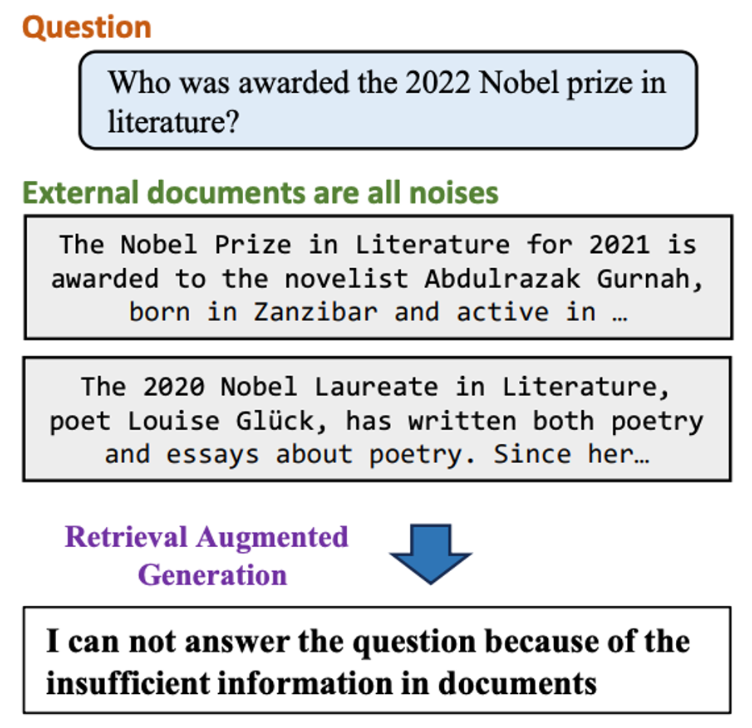 Question
Who was awarded the 2022 Nobel prize in
literature?
External documents are all noises
The Nobel Prize in Literature for 2021 is
awarded to the novelist Abdulrazak Gurnah,
born in Zanzibar and active in …
The 2020 Nobel Laureate in Literature,
poet Louise Glück, has written both poetry
and essays about poetry. Since her…
Retrieval Augmented
Generation
I can not answer the question because of the
insufficient information in documents